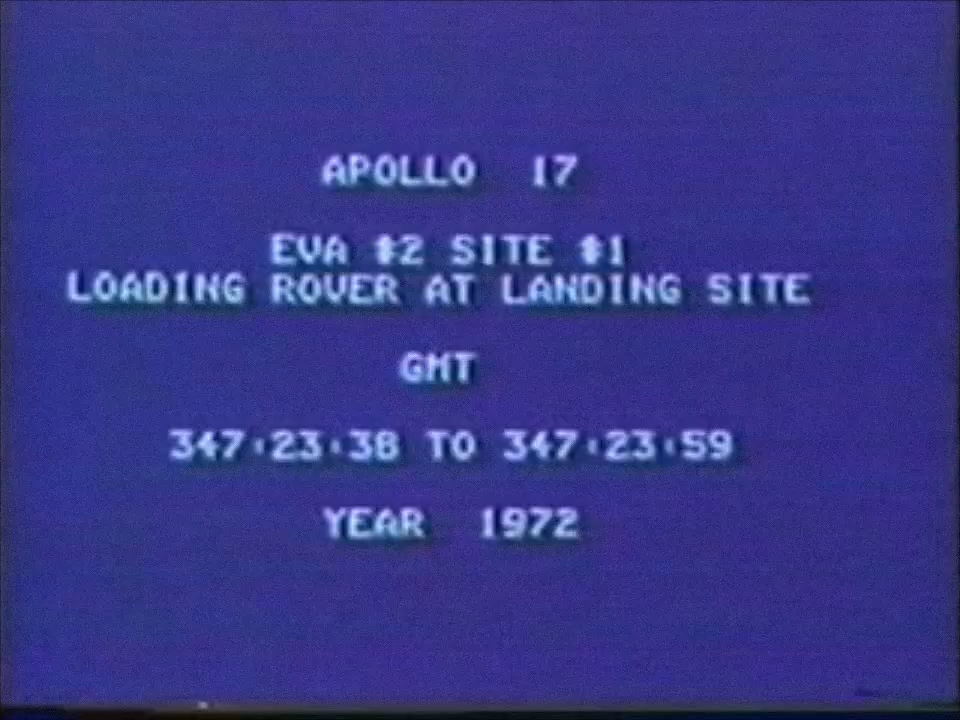 APOLLO 17
EVA #2 SITE #1
LOADING ROVER AT LANDING SITE
GMT
347:23:38 TO 347:23:59
YEAR 1972